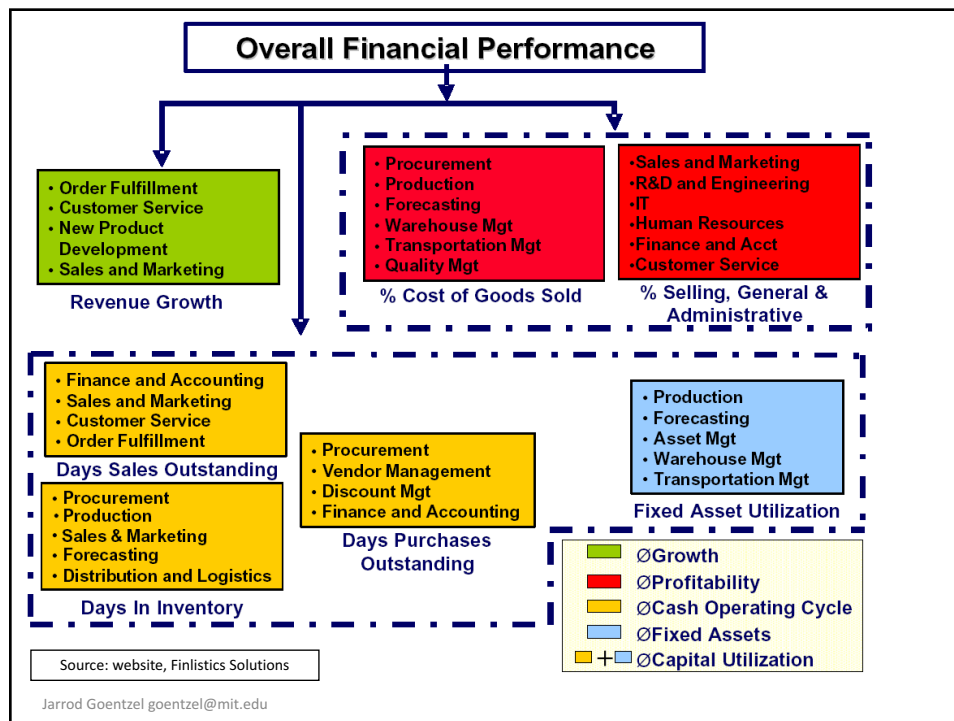 Overall Financial Performance
• Order Fulfillment
• Customer Service
• New Product
Development
• Sales and Marketing
Revenue Growth
• Procurement
• Production
• Forecasting
• Warehouse Mgt
• Transportation Mgt
• Quality Mgt
% Cost of Goods Sold
•Sales and Marketing
•R&D and Engineering
•IT
•Human Resources
•Finance and Acct
•Customer Service
% Selling, General &
Administrative
• Finance and Accounting
• Sales and Marketing
• Customer Service
• Order Fulfillment
Days Sales Outstanding
• Procurement
• Production
• Sales & Marketing
• Forecasting
• Distribution and Logistics
Days In Inventory
• Procurement
• Vendor Management
• Discount Mgt
• Finance and Accounting
Days Purchases
Outstanding
• Production
• Forecasting
• Asset Mgt
• Warehouse Mgt
• Transportation Mgt
Fixed Asset Utilization
ØGrowth
ØProfitability
ØCash Operating Cycle
ØFixed Assets
+ ØCapital Utilization
Source: website, Finlistics Solutions
Jarrod Goentzel goentzel@mit.edu